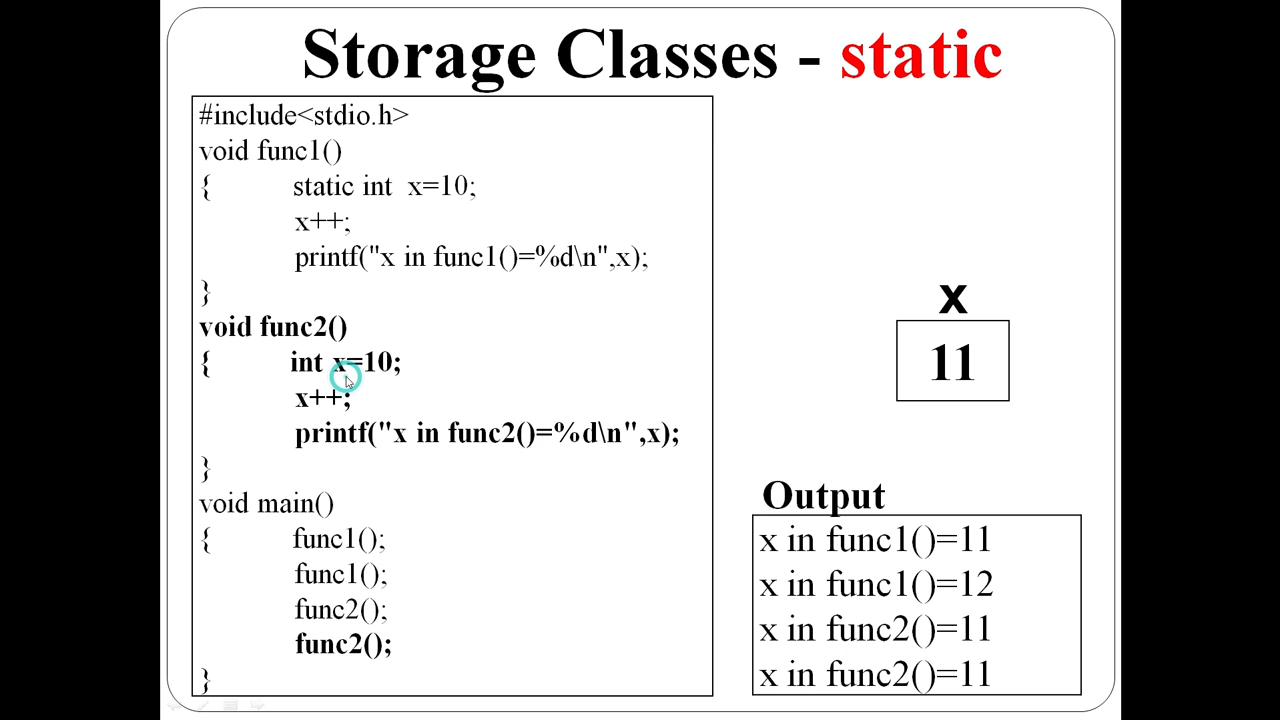 Storage Classes - static
#include<stdio.h>
void func1()
{ static int x=10;
x++;
printf("x in func1()=%d\n",x);
}
void func2()
{ int x=10;
x++;
printf("x in func2()=%d\n",x);
}
void main()
{ func1();
func1();
func2();
func2();
}
x
11
Output
x in func1()=11
x in func1()=12
x in func2()=11
x in func2()=11